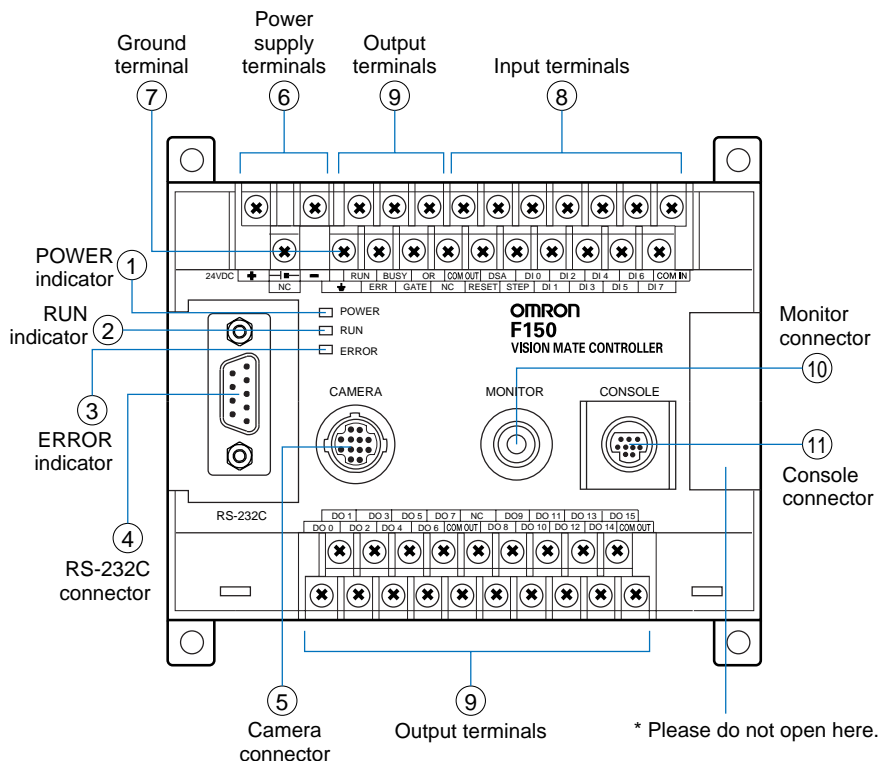 Ground terminal
7
Power supply terminals
6
Output terminals
9
Input terminals
8
24VDC + − RUN BUSY OR COM OUT DSA DI 0 DI 2 DI 4 DI 6 COM IN
NC ERR GATE NC RESET STEP DI 1 DI 3 DI 5 DI 7
POWER indicator
1
RUN indicator
2
3
ERROR indicator
POWER
RUN
ERROR
OMRON
F150
VISION MATE CONTROLLER
Monitor connector
10
CAMERA
MONITOR
CONSOLE
11
Console connector
RS-232C
4
RS-232C connector
DO 1 DO 3 DO 5 DO 7 NC DO9 DO 11 DO 13 DO 15
DO 0 DO 2 DO 4 DO 6 COM OUT DO 8 DO 10 DO 12 DO 14 COM OUT
5
Camera connector
9
Output terminals
* Please do not open here.